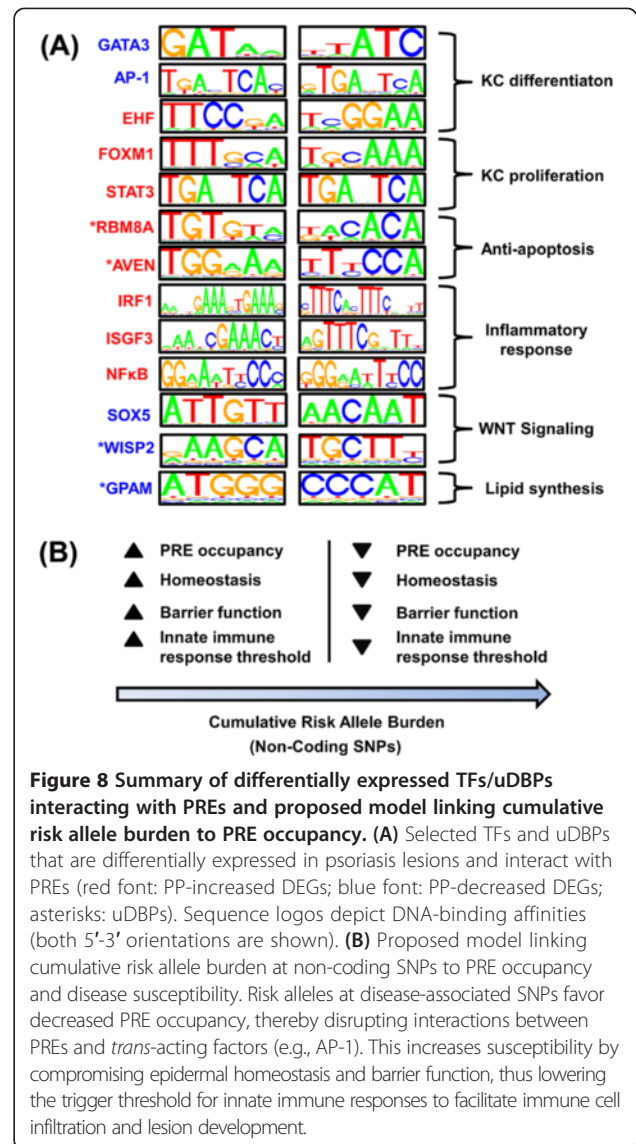 (A)
GATA3
AP-1
EHF
KC differentiaton
FOXM1
STAT3
KC proliferation
*RBM8A
*AVEN
Anti-apoptosis
IRF1
ISGF3
NFκB
Inflammatory
response
SOX5
*WISP2
WNT Signaling
*GPAM
Lipid synthesis
(B)
▲ PRE occupancy
▲ Homeostasis
▲ Barrier function
▲ Innate immune
response threshold
▼ PRE occupancy
▼ Homeostasis
▼ Barrier function
▼ Innate immune
response threshold
Cumulative Risk Allele Burden
(Non-Coding SNPs)
Figure 8 Summary of differentially expressed TFs/uDBPs
interacting with PREs and proposed model linking cumulative
risk allele burden to PRE occupancy. (A) Selected TFs and uDBPs
that are differentially expressed in psoriasis lesions and interact with
PREs (red font: PP-increased DEGs; blue font: PP-decreased DEGs;
asterisks: uDBPs). Sequence logos depict DNA-binding affinities
(both 5′-3′ orientations are shown). (B) Proposed model linking
cumulative risk allele burden at non-coding SNPs to PRE occupancy
and disease susceptibility. Risk alleles at disease-associated SNPs favor
decreased PRE occupancy, thereby disrupting interactions between
PREs and trans-acting factors (e.g., AP-1). This increases susceptibility by
compromising epidermal homeostasis and barrier function, thus lowering
the trigger threshold for innate immune responses to facilitate immune cell
infiltration and lesion development.